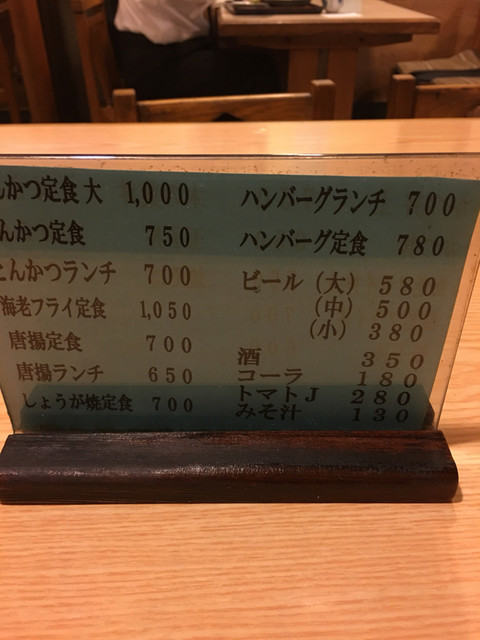 んかつ定食大 1,000
んかつ定食 750
とんかつランチ 700
海老フライ定食 1,050
唐揚定食 700
唐揚ランチ 650
しょうが焼定食 700
ハンバーグランチ 700
ハンバーグ定食 780
ビール(大) 580
(中) 500
(小) 380
酒 350
コーラ 180
トマトJ 280
みそ汁 130